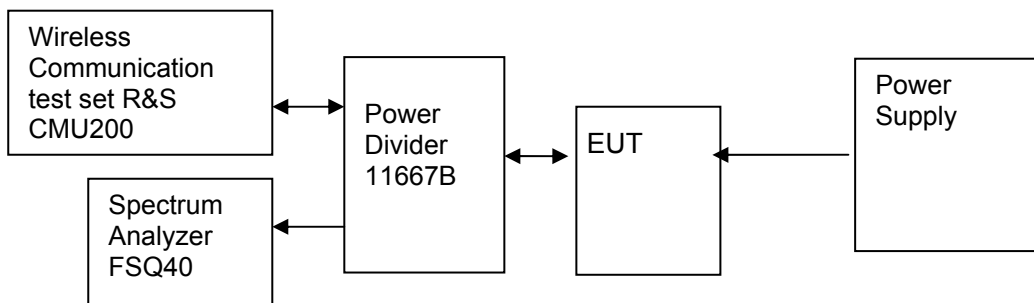 Wireless
Communication
test set R&S
CMU200
Spectrum
Analyzer
FSQ40
Power
Divider
11667B
EUT
Power
Supply